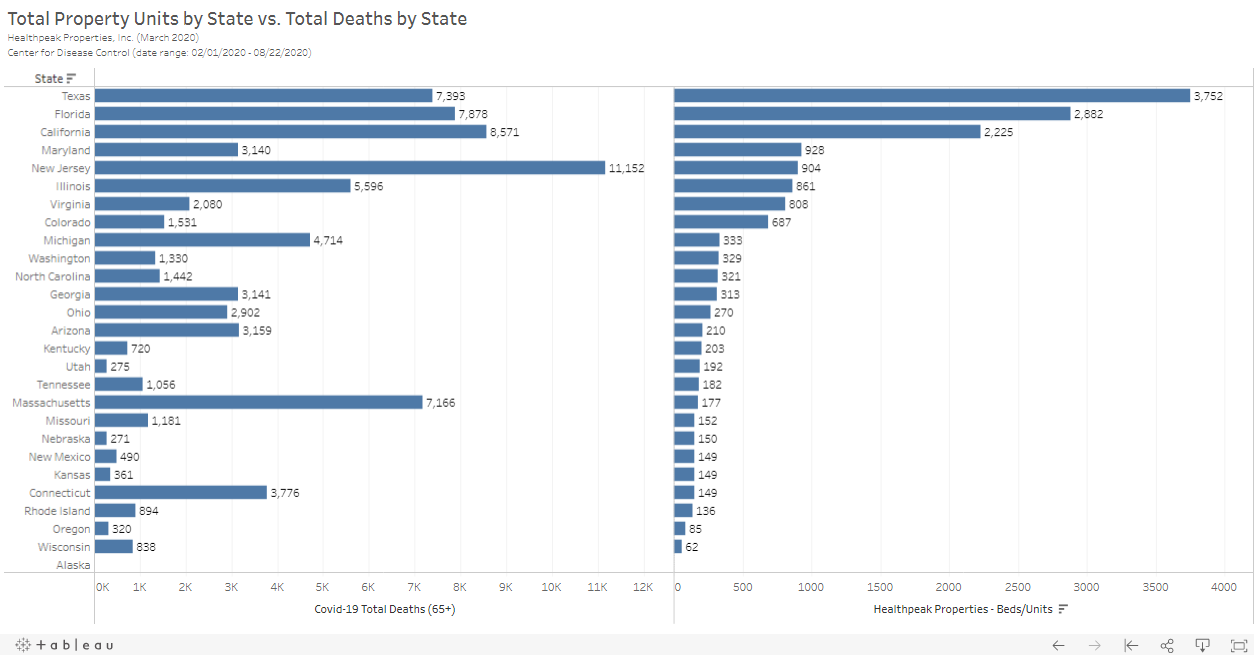 Total Property Units by State vs. Total Deaths by State
Healthpeak Properties, Inc. (March 2020)
Center for Disease Control (date range: 02/01/2020 - 08/22/2020)
State
Texas 7,393 3,752
Florida 7,878 2,882
California 8,571 2,225
Maryland 3,140 928
New Jersey 11,152 904
Illinois 5,596 861
Virginia 2,080 808
Colorado 1,531 687
Michigan 4,714 333
Washington 1,330 329
North Carolina 1,442 321
Georgia 3,141 313
Ohio 2,902 270
Arizona 3,159 210
Kentucky 720 203
Utah 275 192
Tennessee 1,056 182
Massachusetts 7,166 177
Missouri 1,181 152
Nebraska 271 150
New Mexico 490 149
Kansas 361 149
Connecticut 3,776 149
Rhode Island 894 136
Oregon 320 85
Wisconsin 838 62
Alaska
0K 1K 2K 3K 4K 5K 6K 7K 8K 9K 10K 11K 12K 0 500 1000 1500 2000 2500 3000 3500 4000
Covid-19 Total Deaths (65+) Healthpeak Properties - Beds/Units
+ a b l e a u